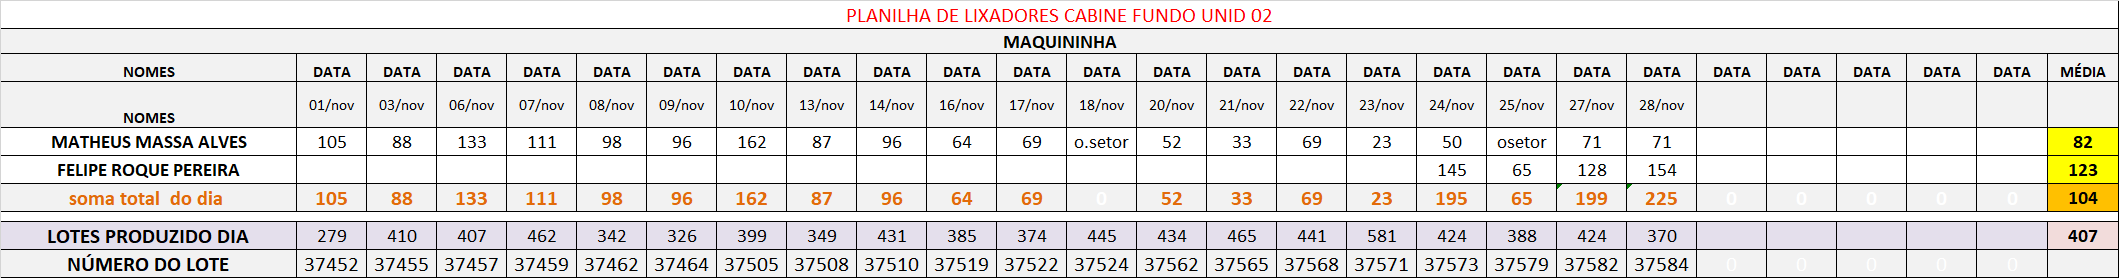 PLANILHA DE LIXADORES CABINE FUNDO UNID 02
MAQUININHA
NOMES DATA DATA DATA DATA DATA DATA DATA DATA DATA DATA DATA DATA DATA DATA DATA DATA DATA DATA DATA DATA DATA DATA DATA DATA DATA MÉDIA
NOMES 01/nov 03/nov 06/nov 07/nov 08/nov 09/nov 10/nov 13/nov 14/nov 16/nov 17/nov 18/nov 20/nov 21/nov 22/nov 23/nov 24/nov 25/nov 27/nov 28/nov
MATHEUS MASSA ALVES 105 88 133 111 98 96 162 87 96 64 69 o.setor 52 33 69 23 50 osetor 71 71 82
FELIPE ROQUE PEREIRA 145 65 128 154 123
soma total do dia 105 88 133 111 98 96 162 87 96 64 69 0 52 33 69 23 195 65 199 225 0 0 0 0 0 104
LOTES PRODUZIDO DIA 279 410 407 462 342 326 399 349 431 385 374 445 434 465 441 581 424 388 424 370 407
NÚMERO DO LOTE 37452 37455 37457 37459 37462 37464 37505 37508 37510 37519 37522 37524 37562 37565 37568 37571 37573 37579 37582 37584 0 0 0 0 0